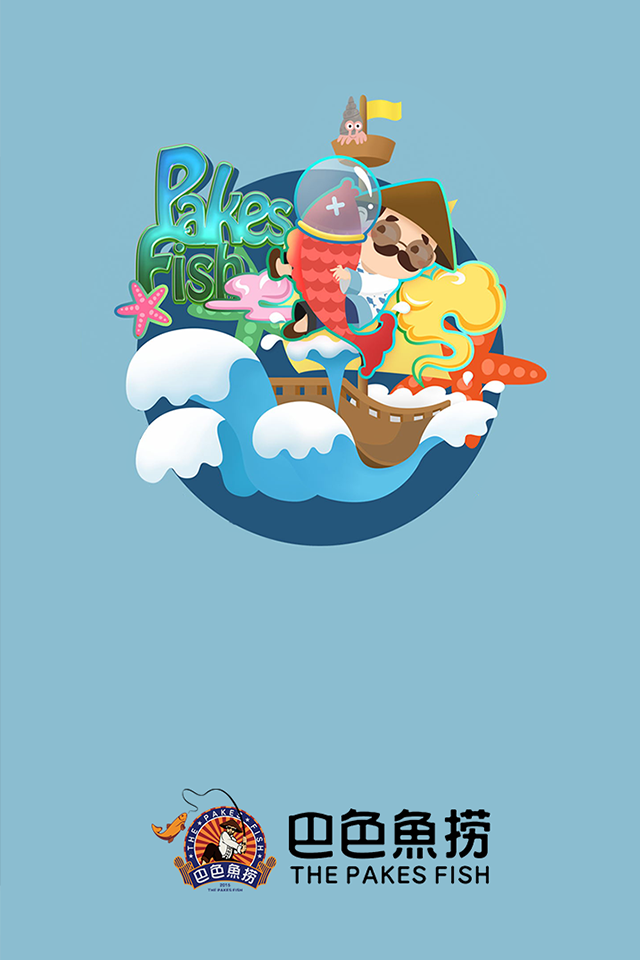 Pakes
Fish
THE PAKES FISH
巴色魚捞
2015
THE PAKES FISH
巴色魚捞
THE PAKES FISH